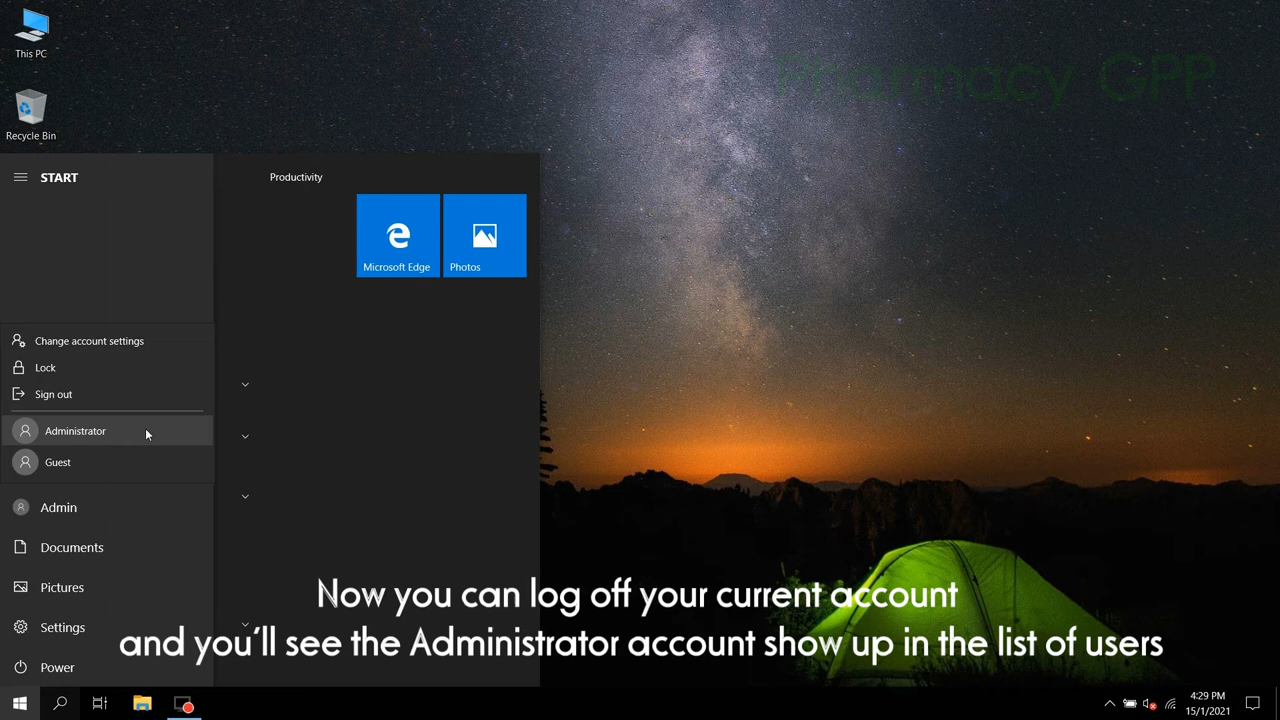 This PC
Recycle Bin
Pharmacy GPP
START
Productivity
Microsoft Edge
Photos
Change account settings
Lock
Sign out
Administrator
Guest
Admin
Documents
Pictures
Settings
Power
Now you can log off your current account
and you'll see the Administrator account show up in the list of users
4:29 PM
15/1/2021